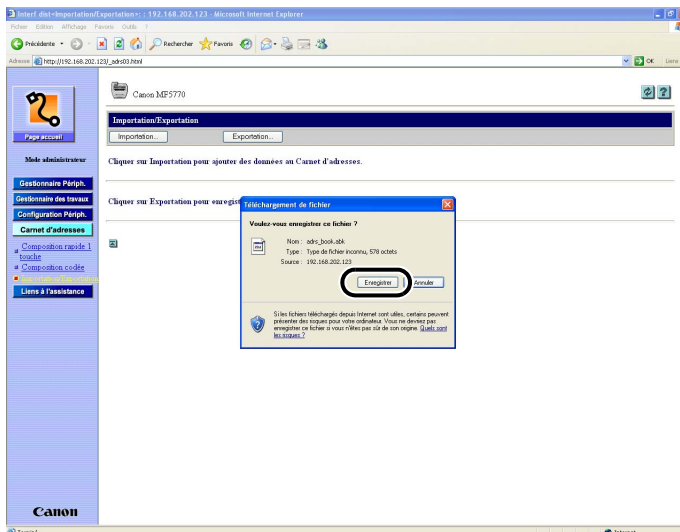 Interf dist<Importation/Exportation>: : 192.168.202.123 - Microsoft Internet Explorer
Fichier Edition Affichage Favoris Outils ?
Précédente Rechercher Favoris
Adresse http://192.168.202.123/_adrs03.html OK Liens
Canon MF5770
Page accueil
Importation/Exportation
Importation... Exportation...
Mode administrateur
Cliquer sur Importation pour ajouter des données au Carnet d'adresses.
Gestionnaire Périph.
Gestionnaire des travaux
Configuration Périph.
Carnet d'adresses
Composition rapide 1
touche
Composition codée
Importation/Exportation
Liens à l'assistance
Cliquer sur Exportation pour enregist
Téléchargement de fichier
Voulez-vous enregistrer ce fichier ?
Nom : adrs_book.abk
Type : Type de fichier inconnu, 578 octets
Source : 192.168.202.123
Enregistrer Annuler
Si les fichiers téléchargés depuis Internet sont utiles, certains peuvent
présenter des risques pour votre ordinateur. Vous ne devriez pas
enregistrer ce fichier si vous n'êtes pas sûr de son origine. Quels sont
les risques ?
Canon
Terminé Internet